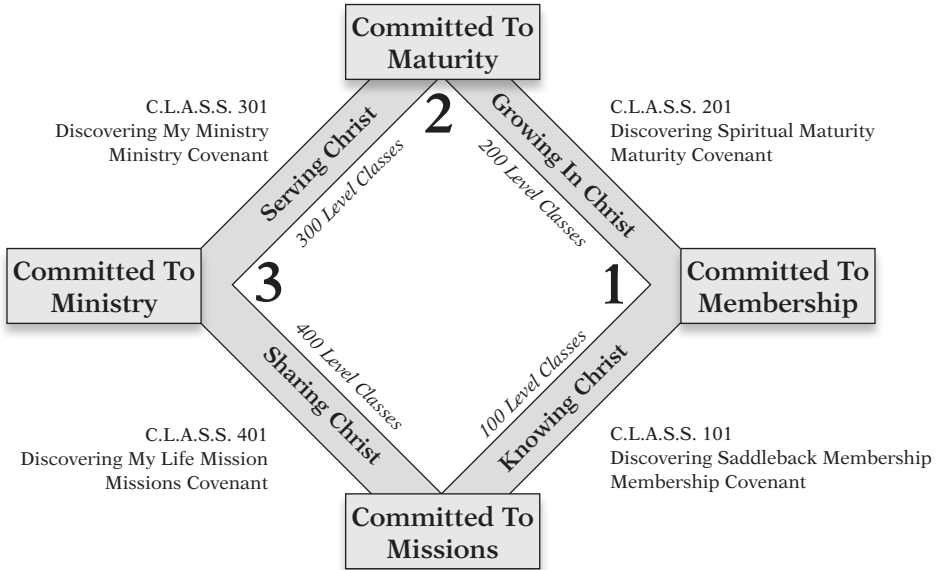 Committed To
Maturity
C.L.A.S.S. 301
Discovering My Ministry
Ministry Covenant
Serving Christ
300 Level Classes
2
Growing In Christ
200 Level Classes
C.L.A.S.S. 201
Discovering Spiritual Maturity
Maturity Covenant
Committed To
Ministry
3
1
Committed To
Membership
C.L.A.S.S. 401
Discovering My Life Mission
Missions Covenant
Sharing Christ
400 Level Classes
100 Level Classes
Knowing Christ
C.L.A.S.S. 101
Discovering Saddleback Membership
Membership Covenant
Committed To
Missions